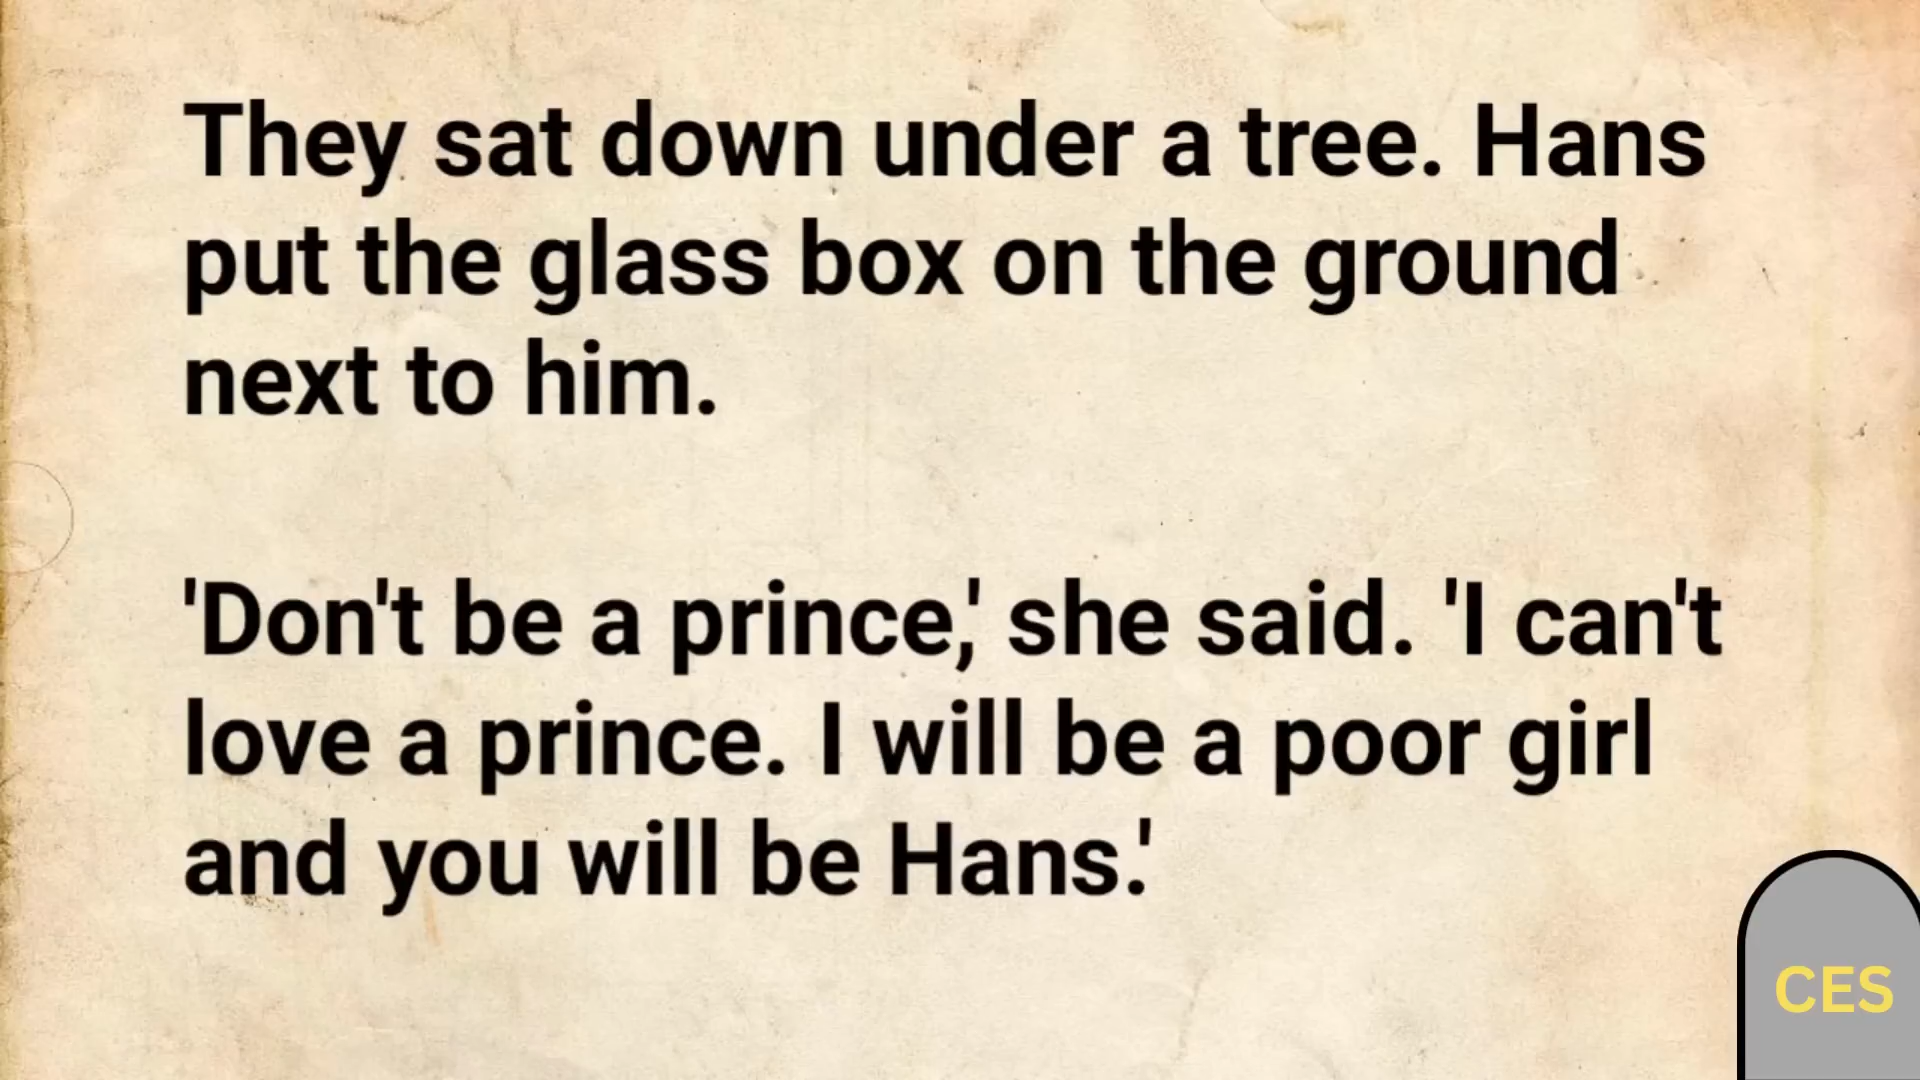 They sat down under a tree. Hans
put the glass box on the ground
next to him.
'Don't be a prince,' she said. 'I can't
love a prince. I will be a poor girl
and you will be Hans.'
CES